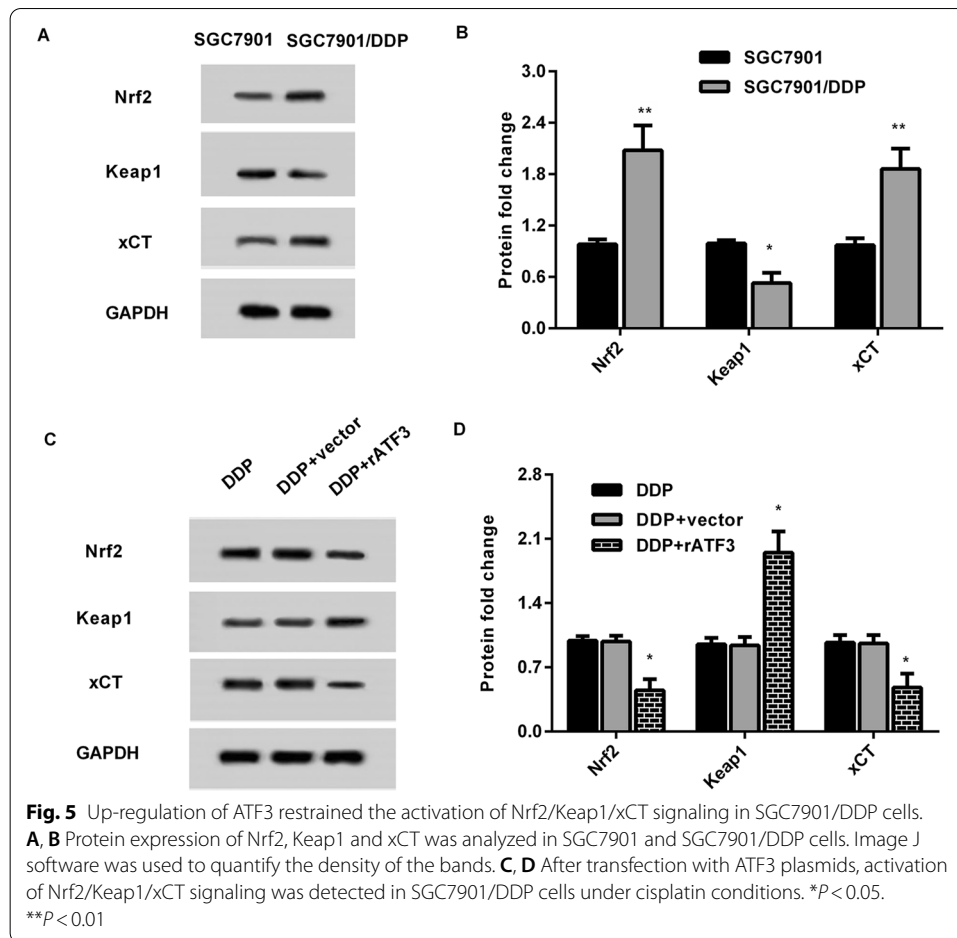 A
SGC7901 SGC7901/DDP
Nrf2
Keap1
xCT
GAPDH
B
SGC7901
SGC7901/DDP
Protein fold change
3.0
2.4
1.8
1.2
0.6
0.0
**
*
**
Nrf2
Keap1
xCT
C
DDP
DDP+vector
DDP+rATF3
Nrf2
Keap1
xCT
GAPDH
D
DDP
DDP+vector
DDP+rATF3
Protein fold change
2.8
2.1
1.4
0.7
0.0
*
*
*
Nrf2
Keap1
xCT
Fig. 5 Up-regulation of ATF3 restrained the activation of Nrf2/Keap1/xCT signaling in SGC7901/DDP cells.
A, B Protein expression of Nrf2, Keap1 and xCT was analyzed in SGC7901 and SGC7901/DDP cells. Image J
software was used to quantify the density of the bands. C, D After transfection with ATF3 plasmids, activation
of Nrf2/Keap1/xCT signaling was detected in SGC7901/DDP cells under cisplatin conditions. *P < 0.05.
**P < 0.01